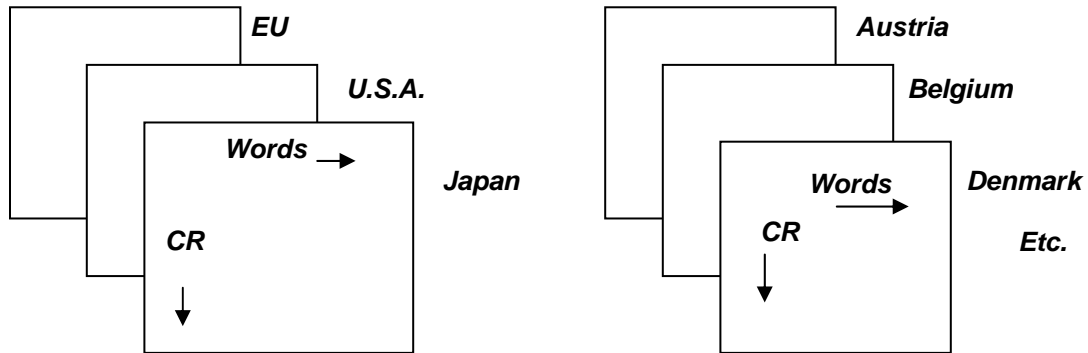 EU
U.S.A.
Words
Japan
CR
Austria
Belgium
Words
Denmark
CR
Etc.